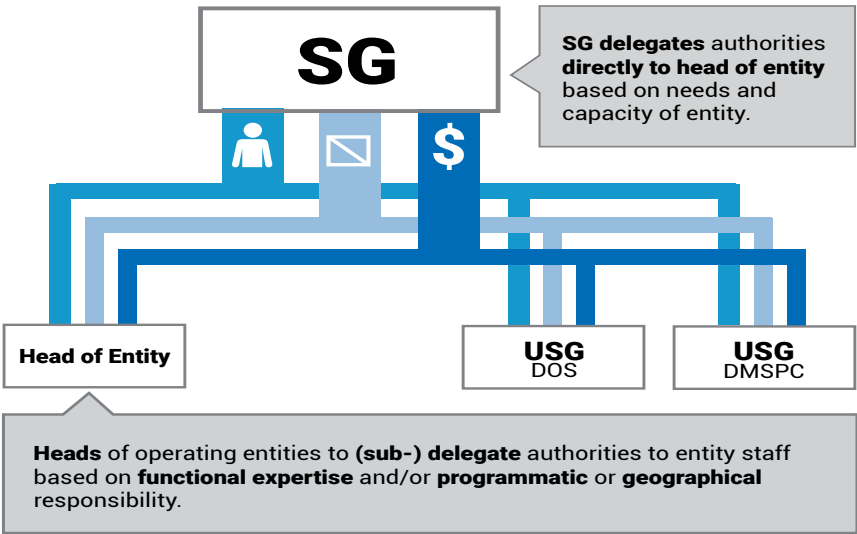 SG
SG delegates authorities
directly to head of entity
based on needs and
capacity of entity.
$
Head of Entity
USG
DOS
USG
DMSPC
Heads of operating entities to (sub-) delegate authorities to entity staff
based on functional expertise and/or programmatic or geographical
responsibility.